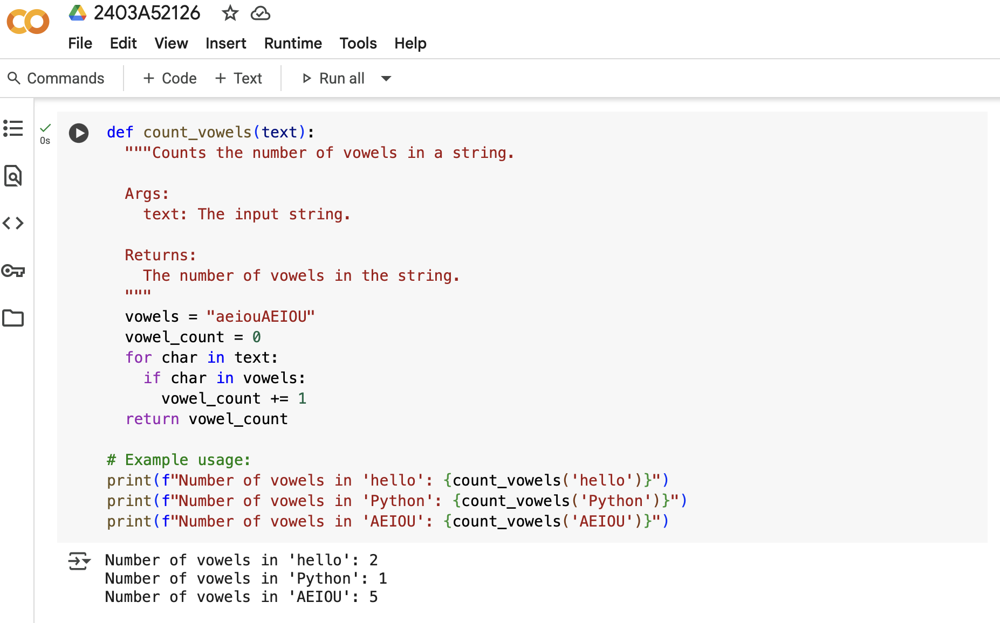 2403A52126
File Edit View Insert Runtime Tools Help
Commands + Code + Text Run all
0s
def count_vowels(text):
  """Counts the number of vowels in a string.

  Args:
    text: The input string.

  Returns:
    The number of vowels in the string.
  """
  vowels = "aeiouAEIOU"
  vowel_count = 0
  for char in text:
    if char in vowels:
      vowel_count += 1
  return vowel_count

# Example usage:
print(f"Number of vowels in 'hello': {count_vowels('hello')}")
print(f"Number of vowels in 'Python': {count_vowels('Python')}")
print(f"Number of vowels in 'AEIOU': {count_vowels('AEIOU')}")
Number of vowels in 'hello': 2
Number of vowels in 'Python': 1
Number of vowels in 'AEIOU': 5